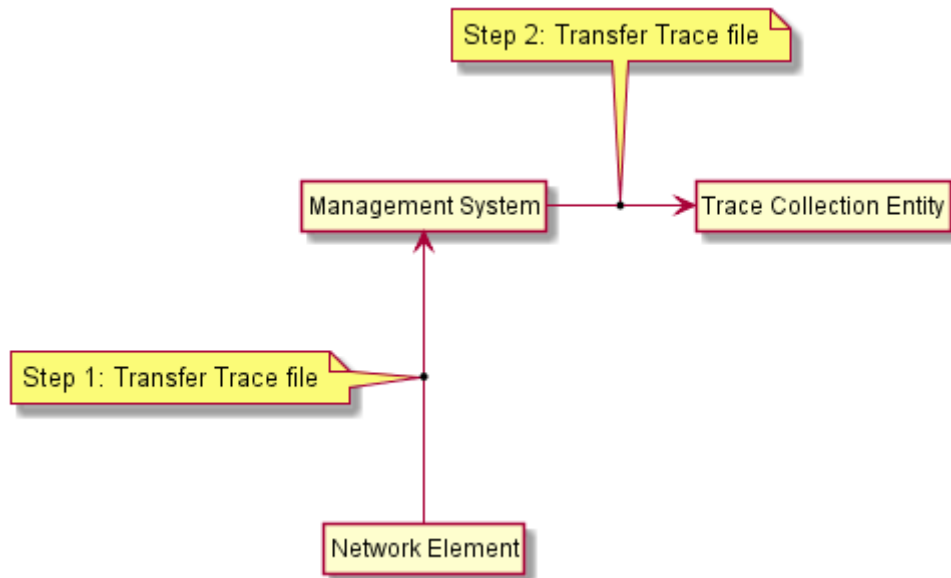 Step 2: Transfer Trace file
Management System
Trace Collection Entity
Step 1: Transfer Trace file
Network Element